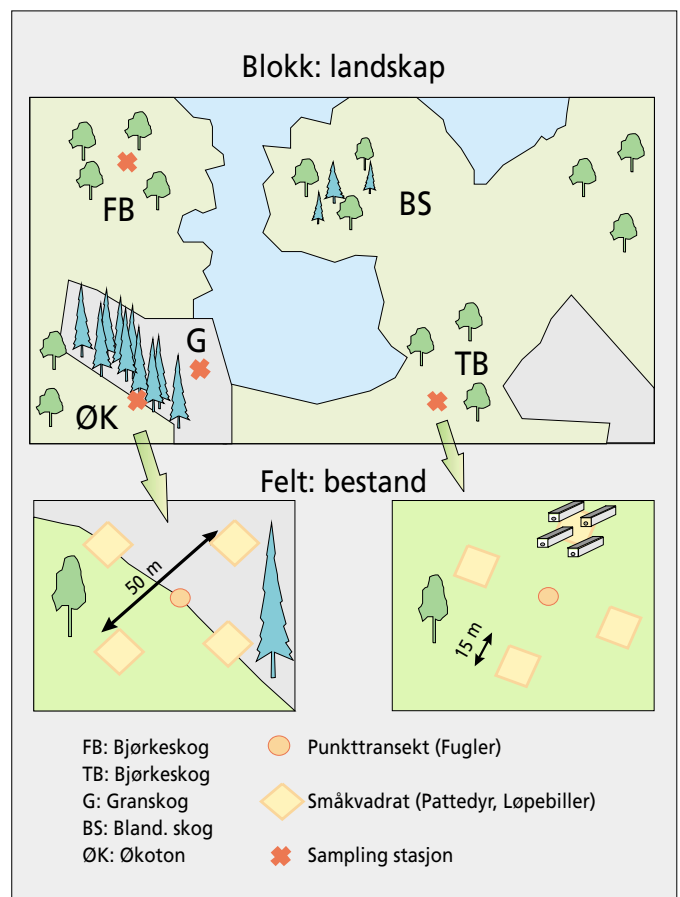 Blokk: landskap
FB
BS
G
TB
ØK
Felt: bestand
50 m
15 m
FB: Bjørkeskog
TB: Bjørkeskog
G: Granskog
BS: Bland. skog
ØK: Økoton
Punkttransekt (Fugler)
Småkvadrat (Pattedyr, Løpebiller)
Sampling stasjon